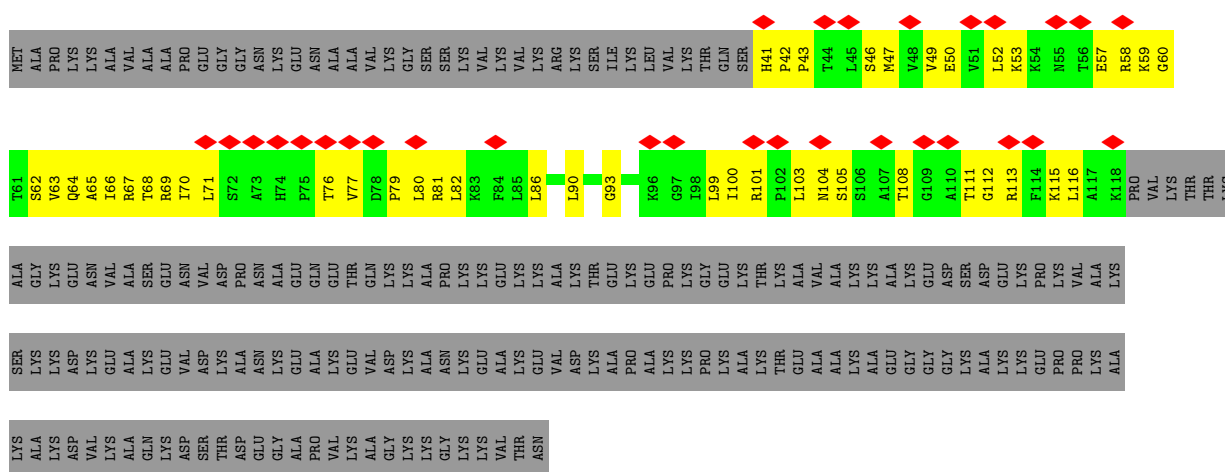 MET ALA PRO LYS LYS ALA VAL ALA ALA PRO GLU GLY GLY ASN LYS GLU ASN ALA ALA VAL LYS GLY SER SER LYS VAL LYS VAL LYS ARG LYS SER ILE LYS LEU VAL LYS THR GLN SER H41 P42 P43 T44 L45 S46 M47 V48 V49 E50 V51 L52 K53 K54 N55 T56 E57 R58 K59 G60
T61 S62 V63 Q64 A65 I66 R67 T68 R69 I70 L71 S72 A73 H74 P75 T76 V77 D78 P79 L80 R81 L82 K83 F84 L85 L86 L90 G93 K96 G97 I98 L99 I100 R101 P102 L103 N104 S105 S106 A107 T108 G109 A110 T111 G112 R113 F114 K115 L116 A117 K118 PRO VAL LYS THR THR
ALA GLY LYS GLU ASN VAL ALA SER GLU ASN VAL ASP PRO ASN ALA GLU GLN GLU THR GLN LYS LYS ALA PRO LYS LYS GLU LYS LYS ALA LYS THR GLU LYS GLU PRO LYS GLY GLU LYS THR LYS ALA VAL ALA LYS LYS ALA LYS GLU ASP SER ASP GLU LYS PRO LYS VAL ALA LYS
SER LYS LYS ASP LYS GLU ALA LYS GLU VAL ASP LYS ALA ASN LYS GLU ALA LYS GLU VAL ASP LYS ALA ASN LYS GLU ALA LYS GLU VAL ASP LYS ALA PRO ALA LYS LYS PRO LYS ALA LYS THR GLU ALA ALA LYS ALA GLU GLY GLY GLY LYS ALA LYS LYS GLU PRO PRO LYS ALA
LYS ALA LYS ASP VAL LYS ALA GLN LYS ASP SER THR ASP GLU GLY ALA PRO VAL LYS ALA GLY LYS LYS GLY LYS LYS VAL THR ASN